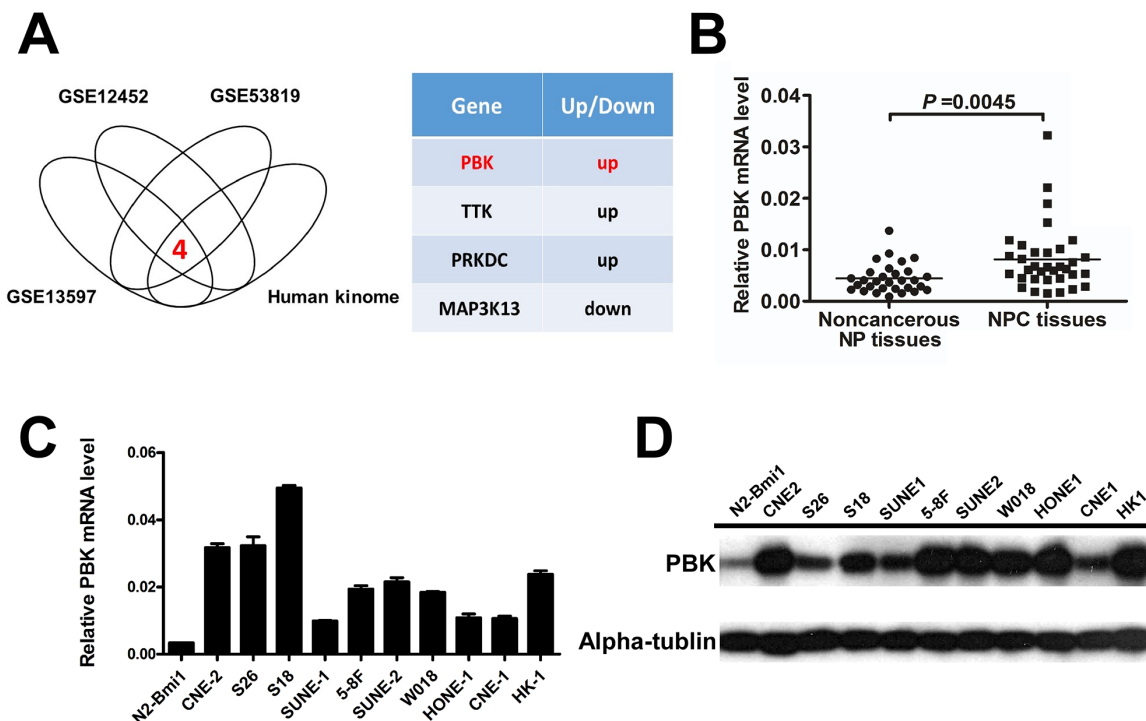 A
GSE12452
GSE53819
4
GSE13597
Human kinome
Gene Up/Down
PBK up
TTK up
PRKDC up
MAP3K13 down
B
Relative PBK mRNA level
0.04
0.03
0.02
0.01
0.00
P =0.0045
Noncancerous
NP tissues
NPC tissues
C
Relative PBK mRNA level
0.06
0.04
0.02
0.00
N2-Bmi1
CNE-2
S26
S18
SUNE-1
5-8F
SUNE-2
W018
HONE-1
CNE-1
HK-1
D
N2-Bmi1
CNE2
S26
S18
SUNE1
5-8F
SUNE2
W018
HONE1
CNE1
HK1
PBK
Alpha-tublin